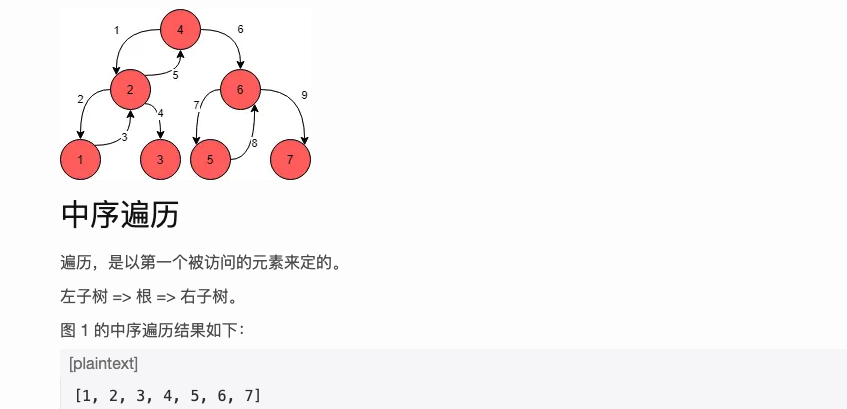 4
1
6
5
2
6
2
7
9
4
3
8
1
3
5
7
中序遍历
遍历，是以第一个被访问的元素来定的。
左子树 => 根 => 右子树。
图 1 的中序遍历结果如下：
[plaintext]
[1, 2, 3, 4, 5, 6, 7]